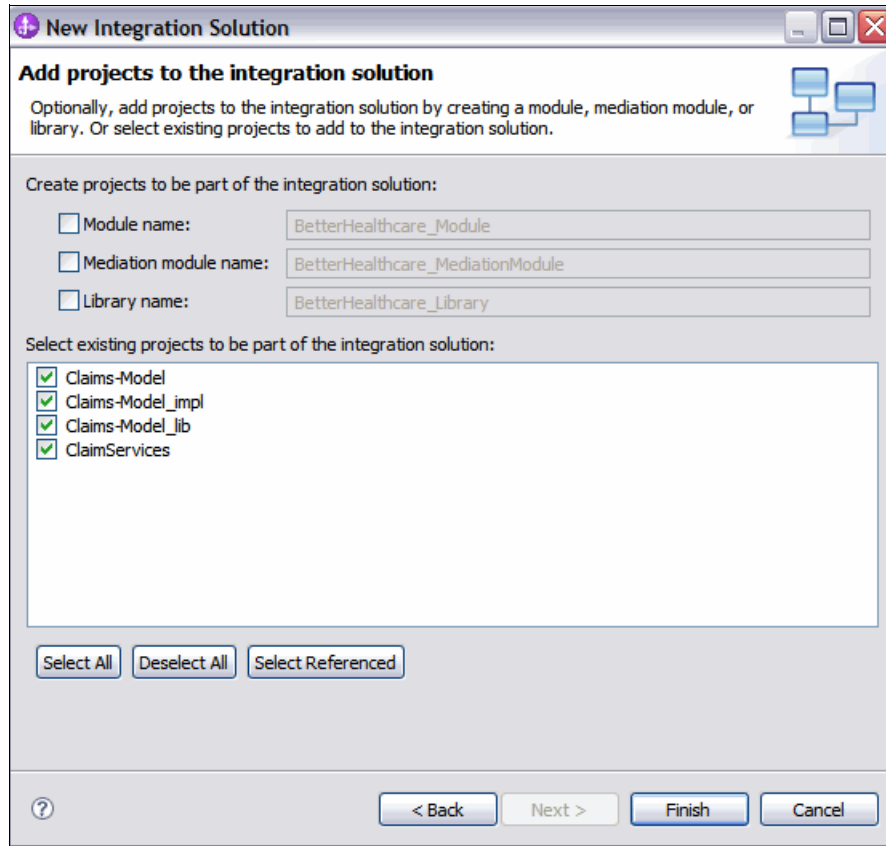 New Integration Solution
Add projects to the integration solution
Optionally, add projects to the integration solution by creating a module, mediation module, or
library. Or select existing projects to add to the integration solution.
Create projects to be part of the integration solution:
Module name: BetterHealthcare_Module
Mediation module name: BetterHealthcare_MediationModule
Library name: BetterHealthcare_Library
Select existing projects to be part of the integration solution:
Claims-Model
Claims-Model_impl
Claims-Model_lib
ClaimServices
Select All Deselect All Select Referenced
? < Back Next > Finish Cancel